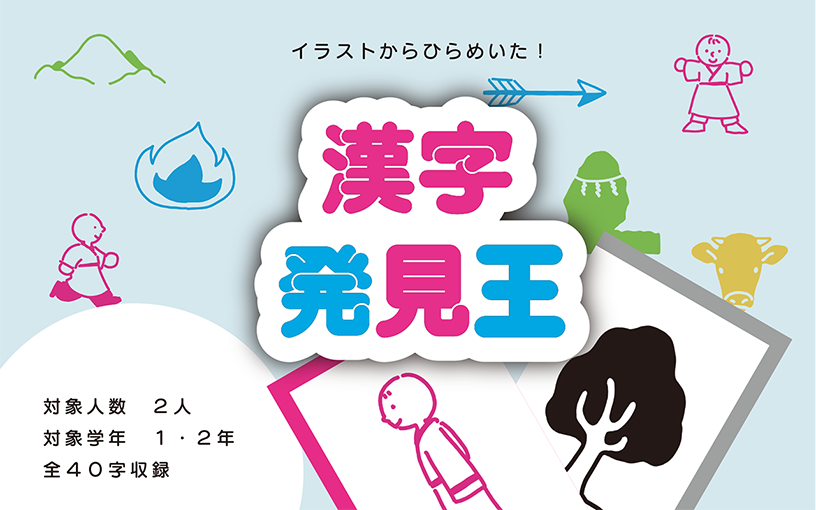 イラストからひらめいた！
漢字
発見王
対象人数　２人
対象学年　１・２年
全４０字収録